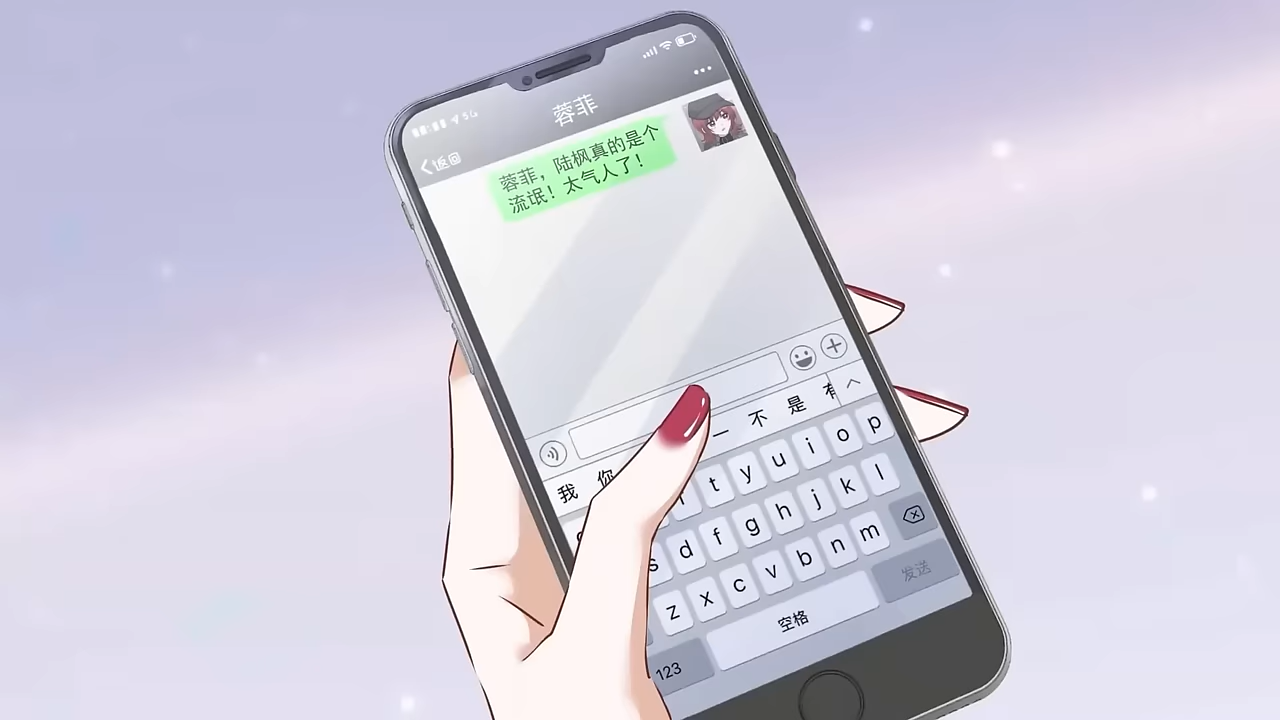 5G
蓉菲
返回
蓉菲，陆枫真的是个
流氓！太气人了！
我 你 一 不 是
t y u i o p
s d f g h j k l
z x c v b n m
123 空格 发送